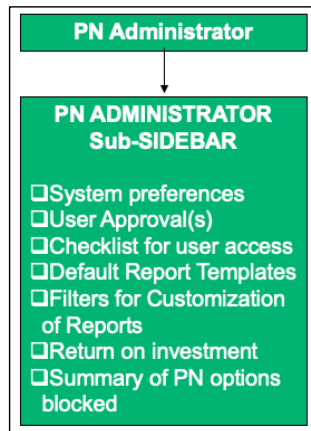 PN Administrator
PN ADMINISTRATOR
Sub-SIDEBAR
❑System preferences
❑User Approval(s)
❑Checklist for user access
❑Default Report Templates
❑Filters for Customization
of Reports
❑Return on investment
❑Summary of PN options
blocked